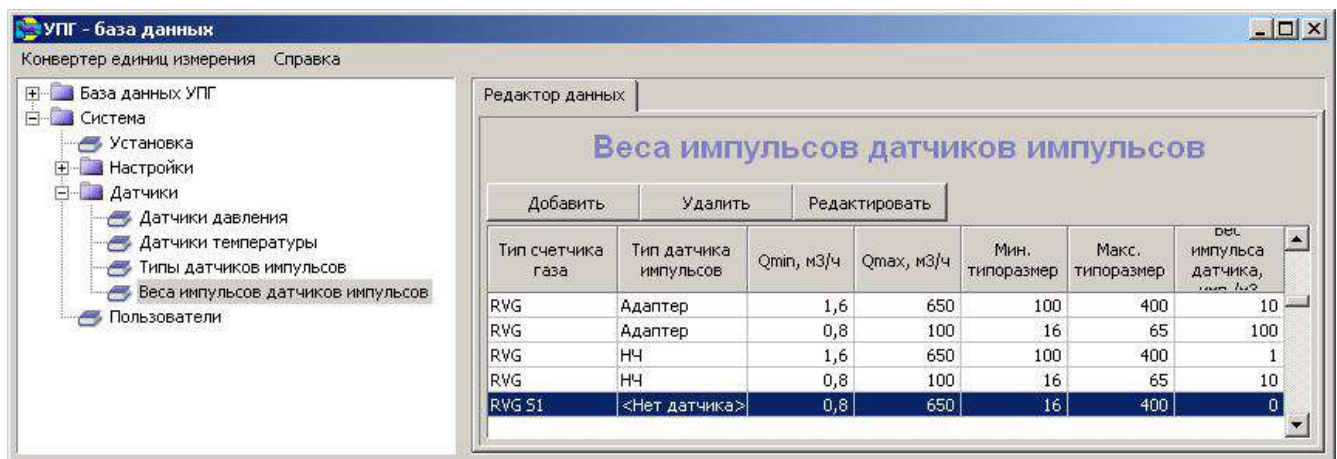 УПГ - база данных
Конвертер единиц измерения Справка
База данных УПГ
Система
Установка
Настройки
Датчики
Датчики давления
Датчики температуры
Типы датчиков импульсов
Веса импульсов датчиков импульсов
Пользователи
Редактор данных
Веса импульсов датчиков импульсов
Добавить Удалить Редактировать
Тип счетчика газа Тип датчика импульсов Qmin, м3/ч Qmax, м3/ч Мин. типоразмер Макс. типоразмер импульса датчика,
RVG Адаптер 1,6 650 100 400 10
RVG Адаптер 0,8 100 16 65 100
RVG НЧ 1,6 650 100 400 1
RVG НЧ 0,8 100 16 65 10
RVG S1 <Нет датчика> 0,8 650 16 400 0